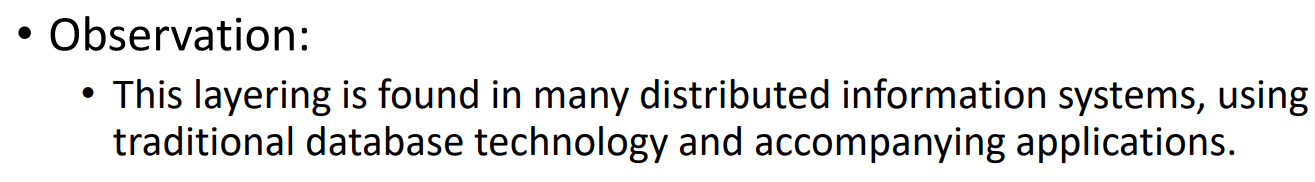 • Observation:
• This layering is found in many distributed information systems, using
traditional database technology and accompanying applications.